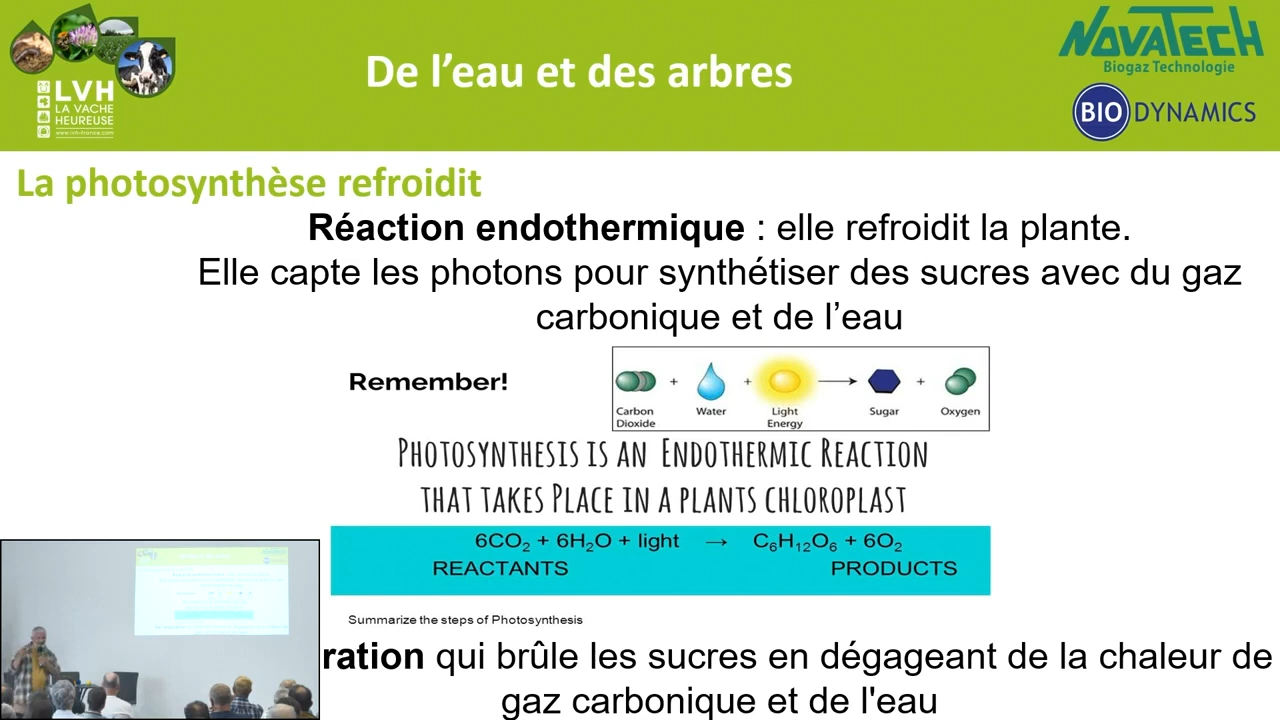 De l’eau et des arbres
LVH
LA VACHE
HEUREUSE
www.lvh-france.com
NOVATECH
Biogaz Technologie
BIO DYNAMICS
La photosynthèse refroidit
Réaction endothermique : elle refroidit la plante.
Elle capte les photons pour synthétiser des sucres avec du gaz
carbonique et de l’eau
Remember!
Carbon Dioxide + Water + Light Energy → Sugar + Oxygen
PHOTOSYNTHESIS IS AN ENDOTHERMIC REACTION
THAT TAKES PLACE IN A PLANTS CHLOROPLAST
6CO₂ + 6H₂O + light → C₆H₁₂O₆ + 6O₂
REACTANTS PRODUCTS
Summarize the steps of Photosynthesis
ration qui brûle les sucres en dégageant de la chaleur de
gaz carbonique et de l'eau